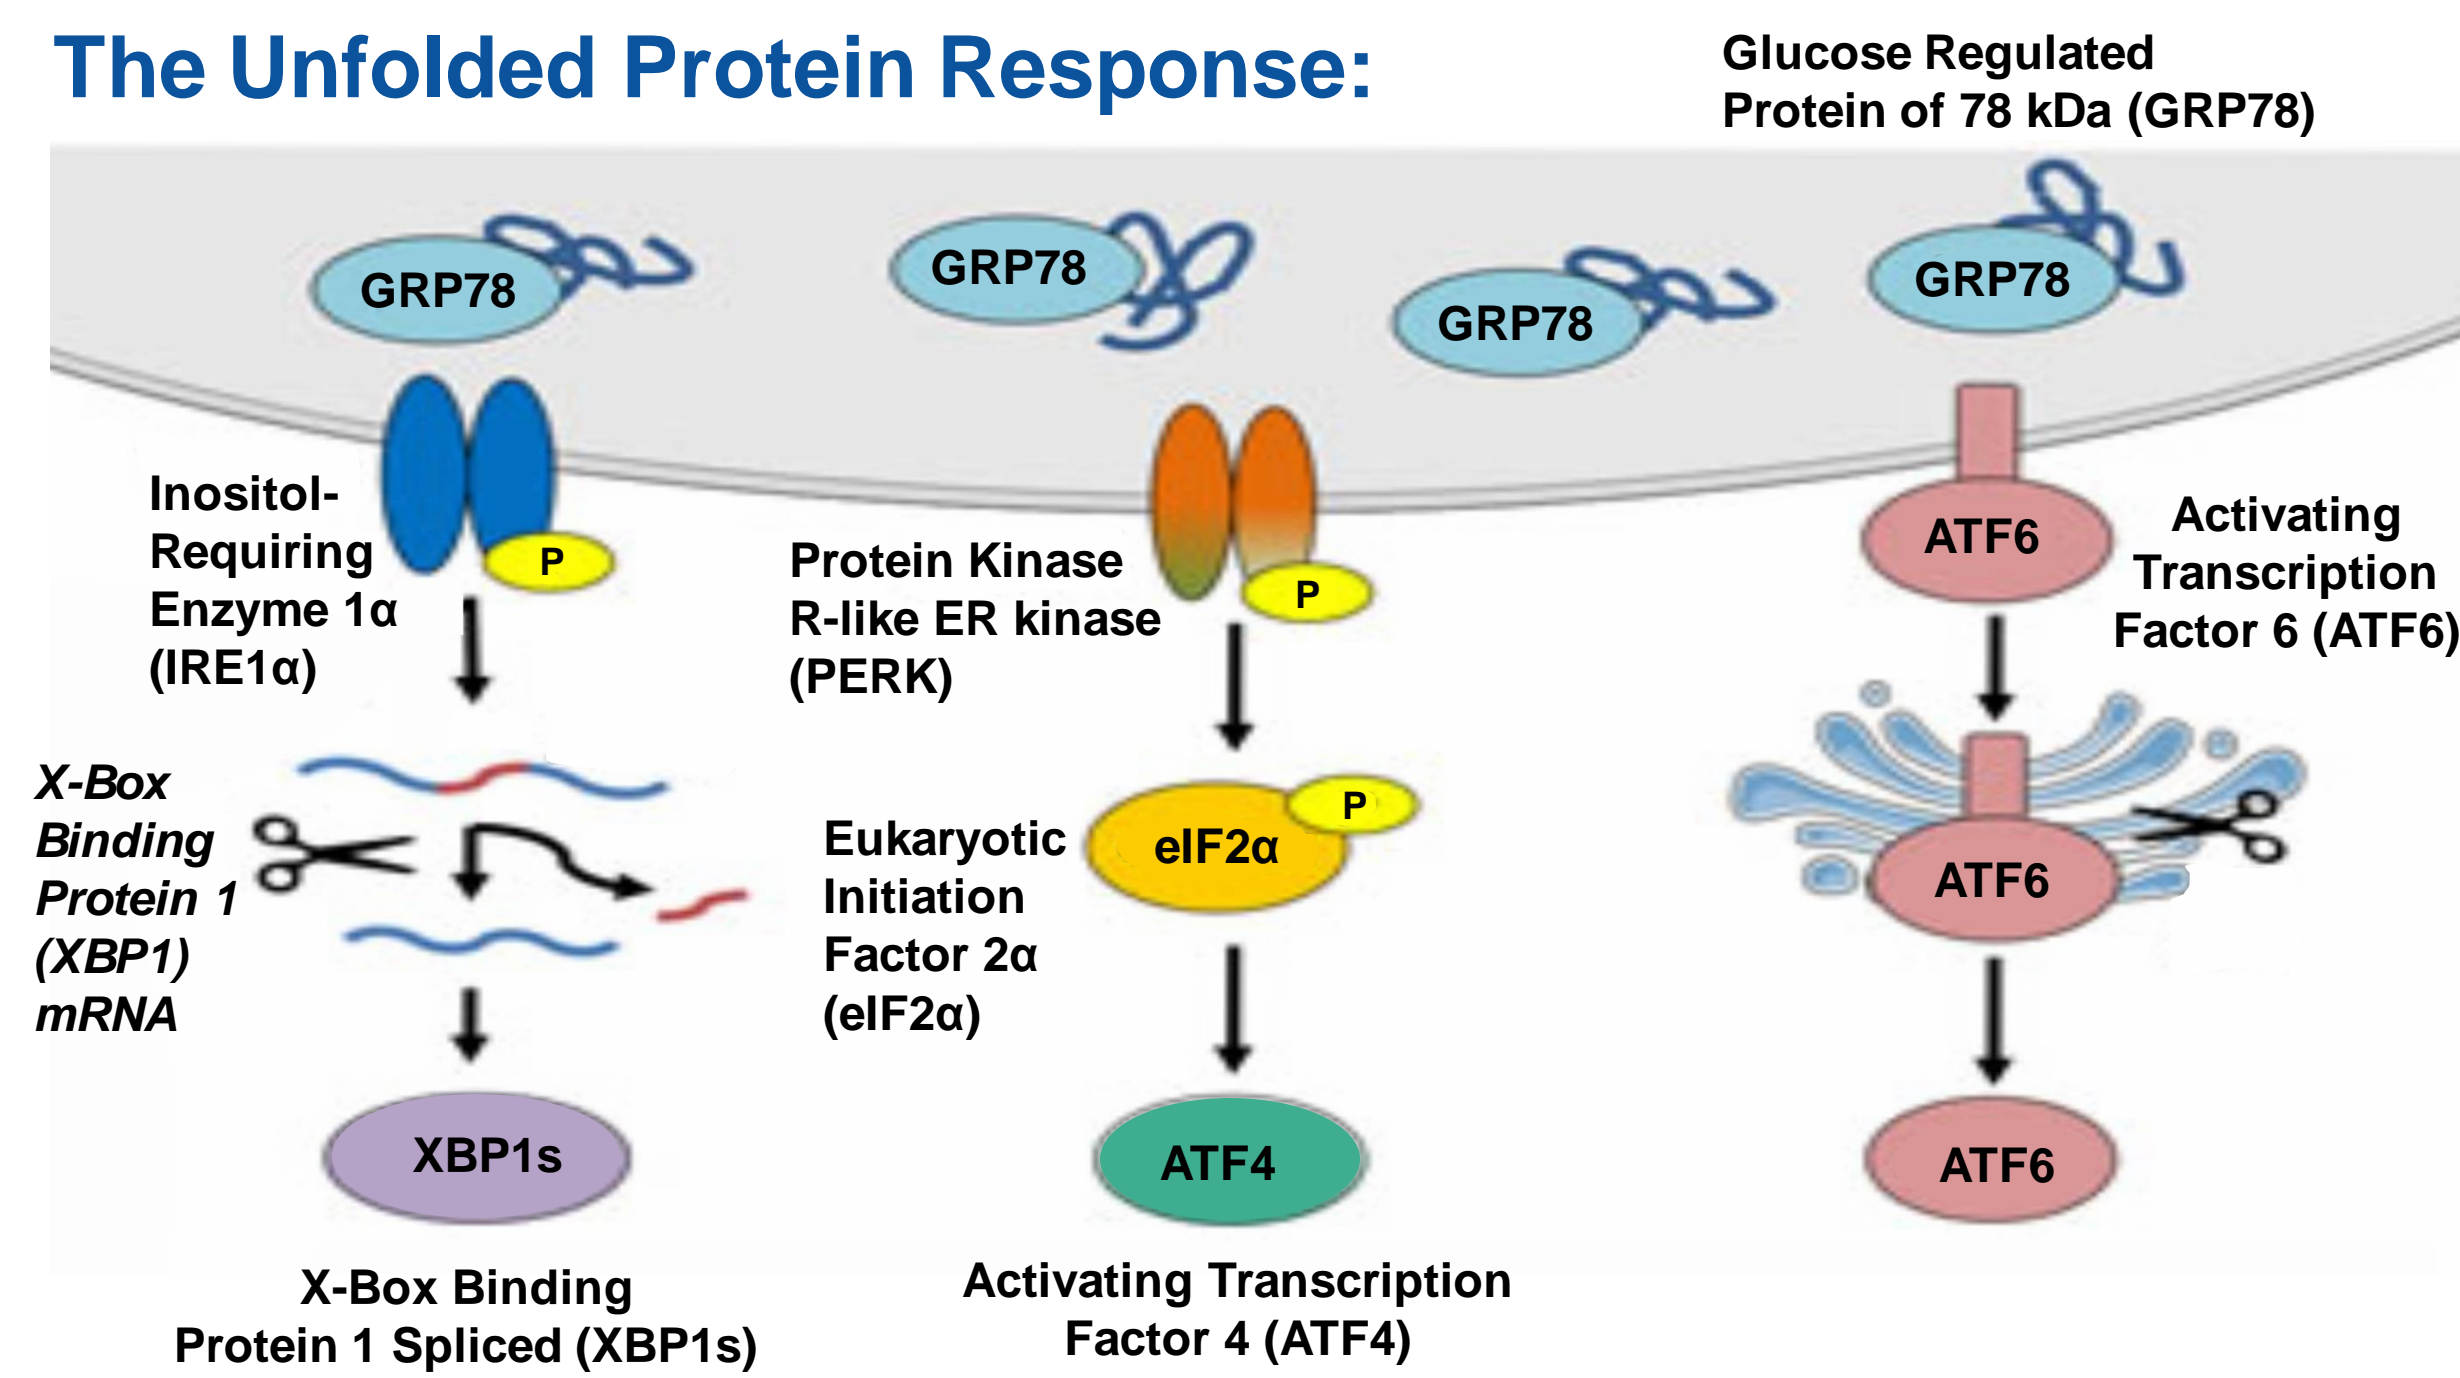 The Unfolded Protein Response:
Glucose Regulated
Protein of 78 kDa (GRP78)
GRP78
GRP78
GRP78
GRP78
Inositol-
Requiring
Enzyme 1α
(IRE1α)
P
Protein Kinase
R-like ER kinase
(PERK)
P
ATF6
Activating
Transcription
Factor 6 (ATF6)
X-Box
Binding
Protein 1
(XBP1)
mRNA
Eukaryotic
Initiation
Factor 2α
(eIF2α)
eIF2α
P
ATF6
XBP1s
ATF4
ATF6
X-Box Binding
Protein 1 Spliced (XBP1s)
Activating Transcription
Factor 4 (ATF4)